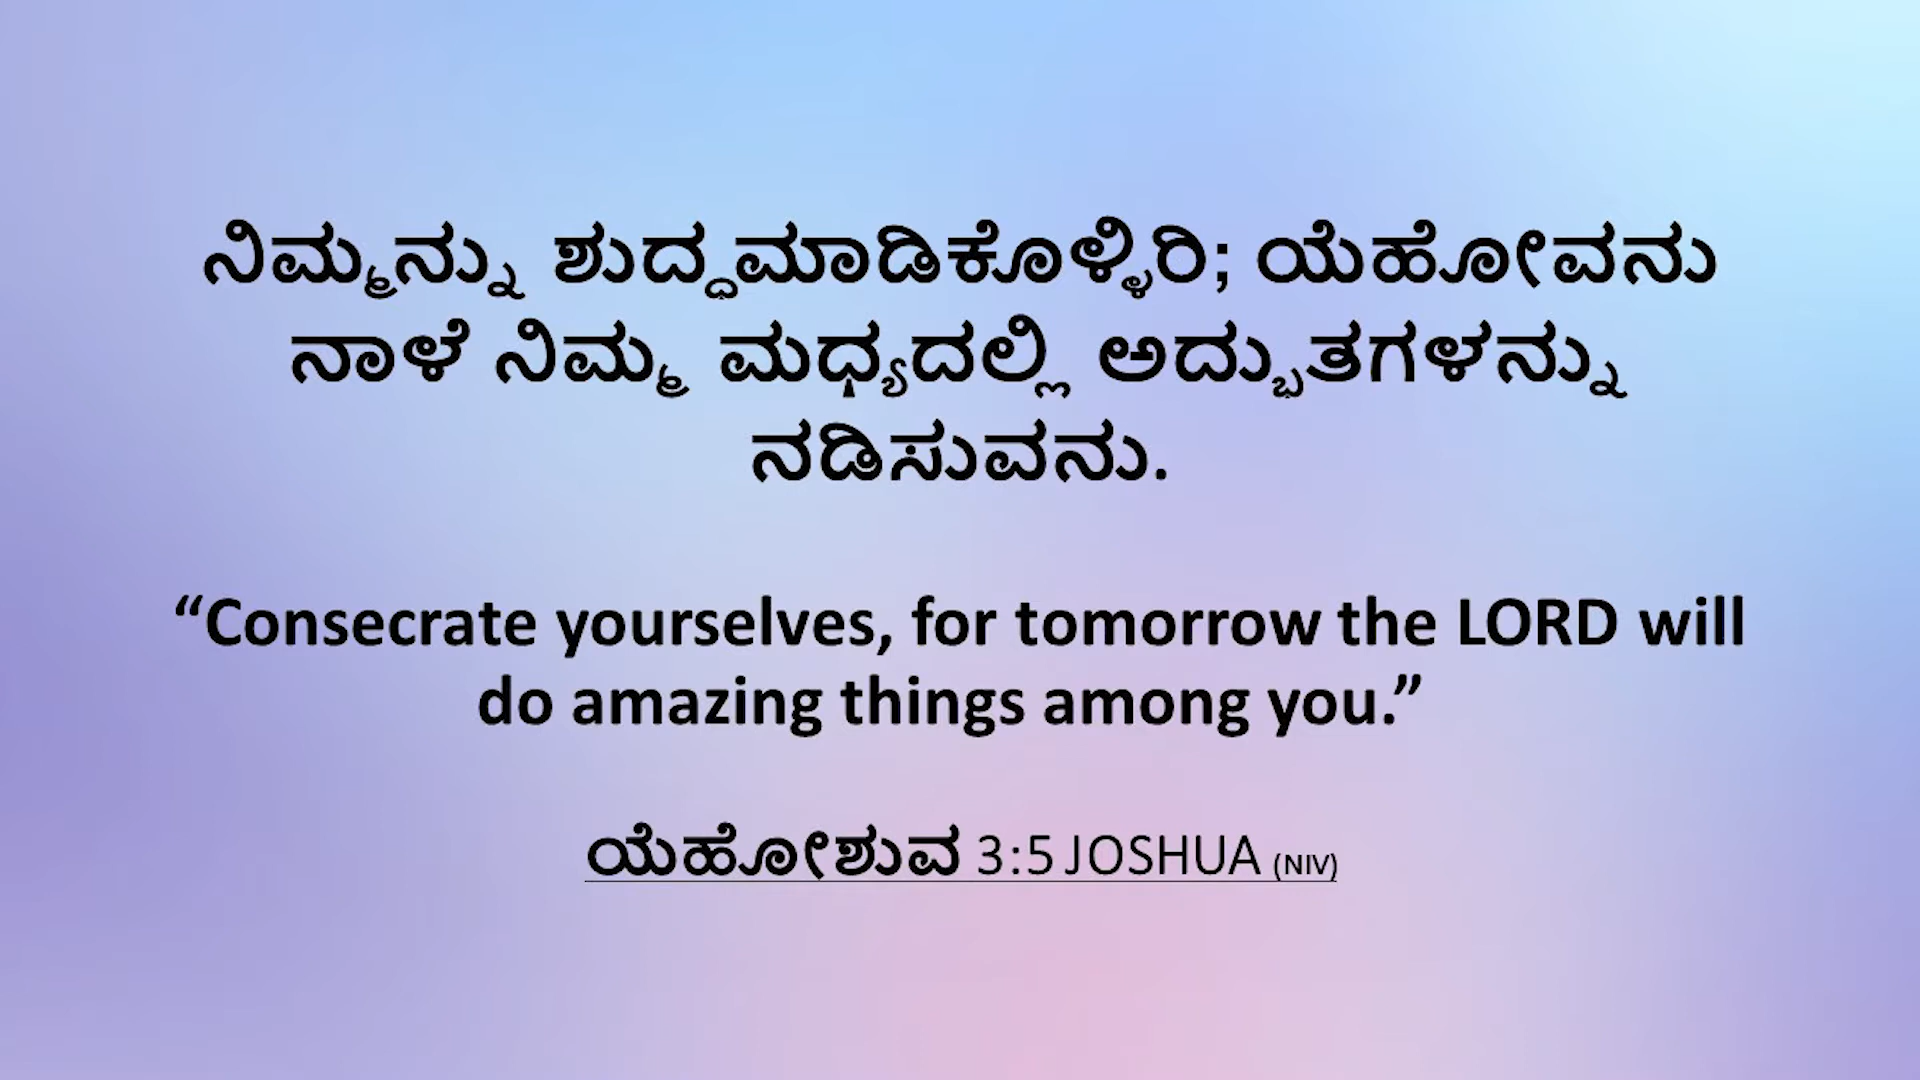 ನಿಮ್ಮನ್ನು ಶುದ್ಧಮಾಡಿಕೊಳ್ಳಿರಿ; ಯೆಹೋವನು
ನಾಳೆ ನಿಮ್ಮ ಮಧ್ಯದಲ್ಲಿ ಅದ್ಭುತಗಳನ್ನು
ನಡಿಸುವನು.
“Consecrate yourselves, for tomorrow the LORD will
do amazing things among you.”
ಯೆಹೋಶುವ 3:5 JOSHUA (NIV)